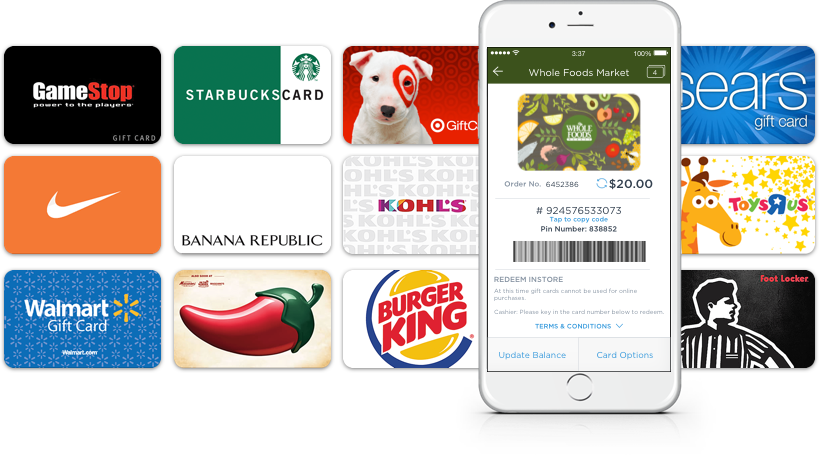 GameStop
power to the players
GIFT CARD
STARBUCKS CARD
GiftC
sears
gift card
BANANA REPUBLIC
KOHL'S KOHL'S
KOHL'S
TOYSRUS
Walmart
Gift Card
Walmart.com
BURGER
KING
Foot Locker
3:37
100%
Whole Foods Market
4
WHOLE
FOODS
MARKET
Order No. 6452386
$20.00
# 924576533073
Tap to copy code
Pin Number: 838852
REDEEM INSTORE
At this time gift cards cannot be used for online
purchases
Cashier: Please key in the card number below to redeem.
TERMS & CONDITIONS
Update Balance
Card Options